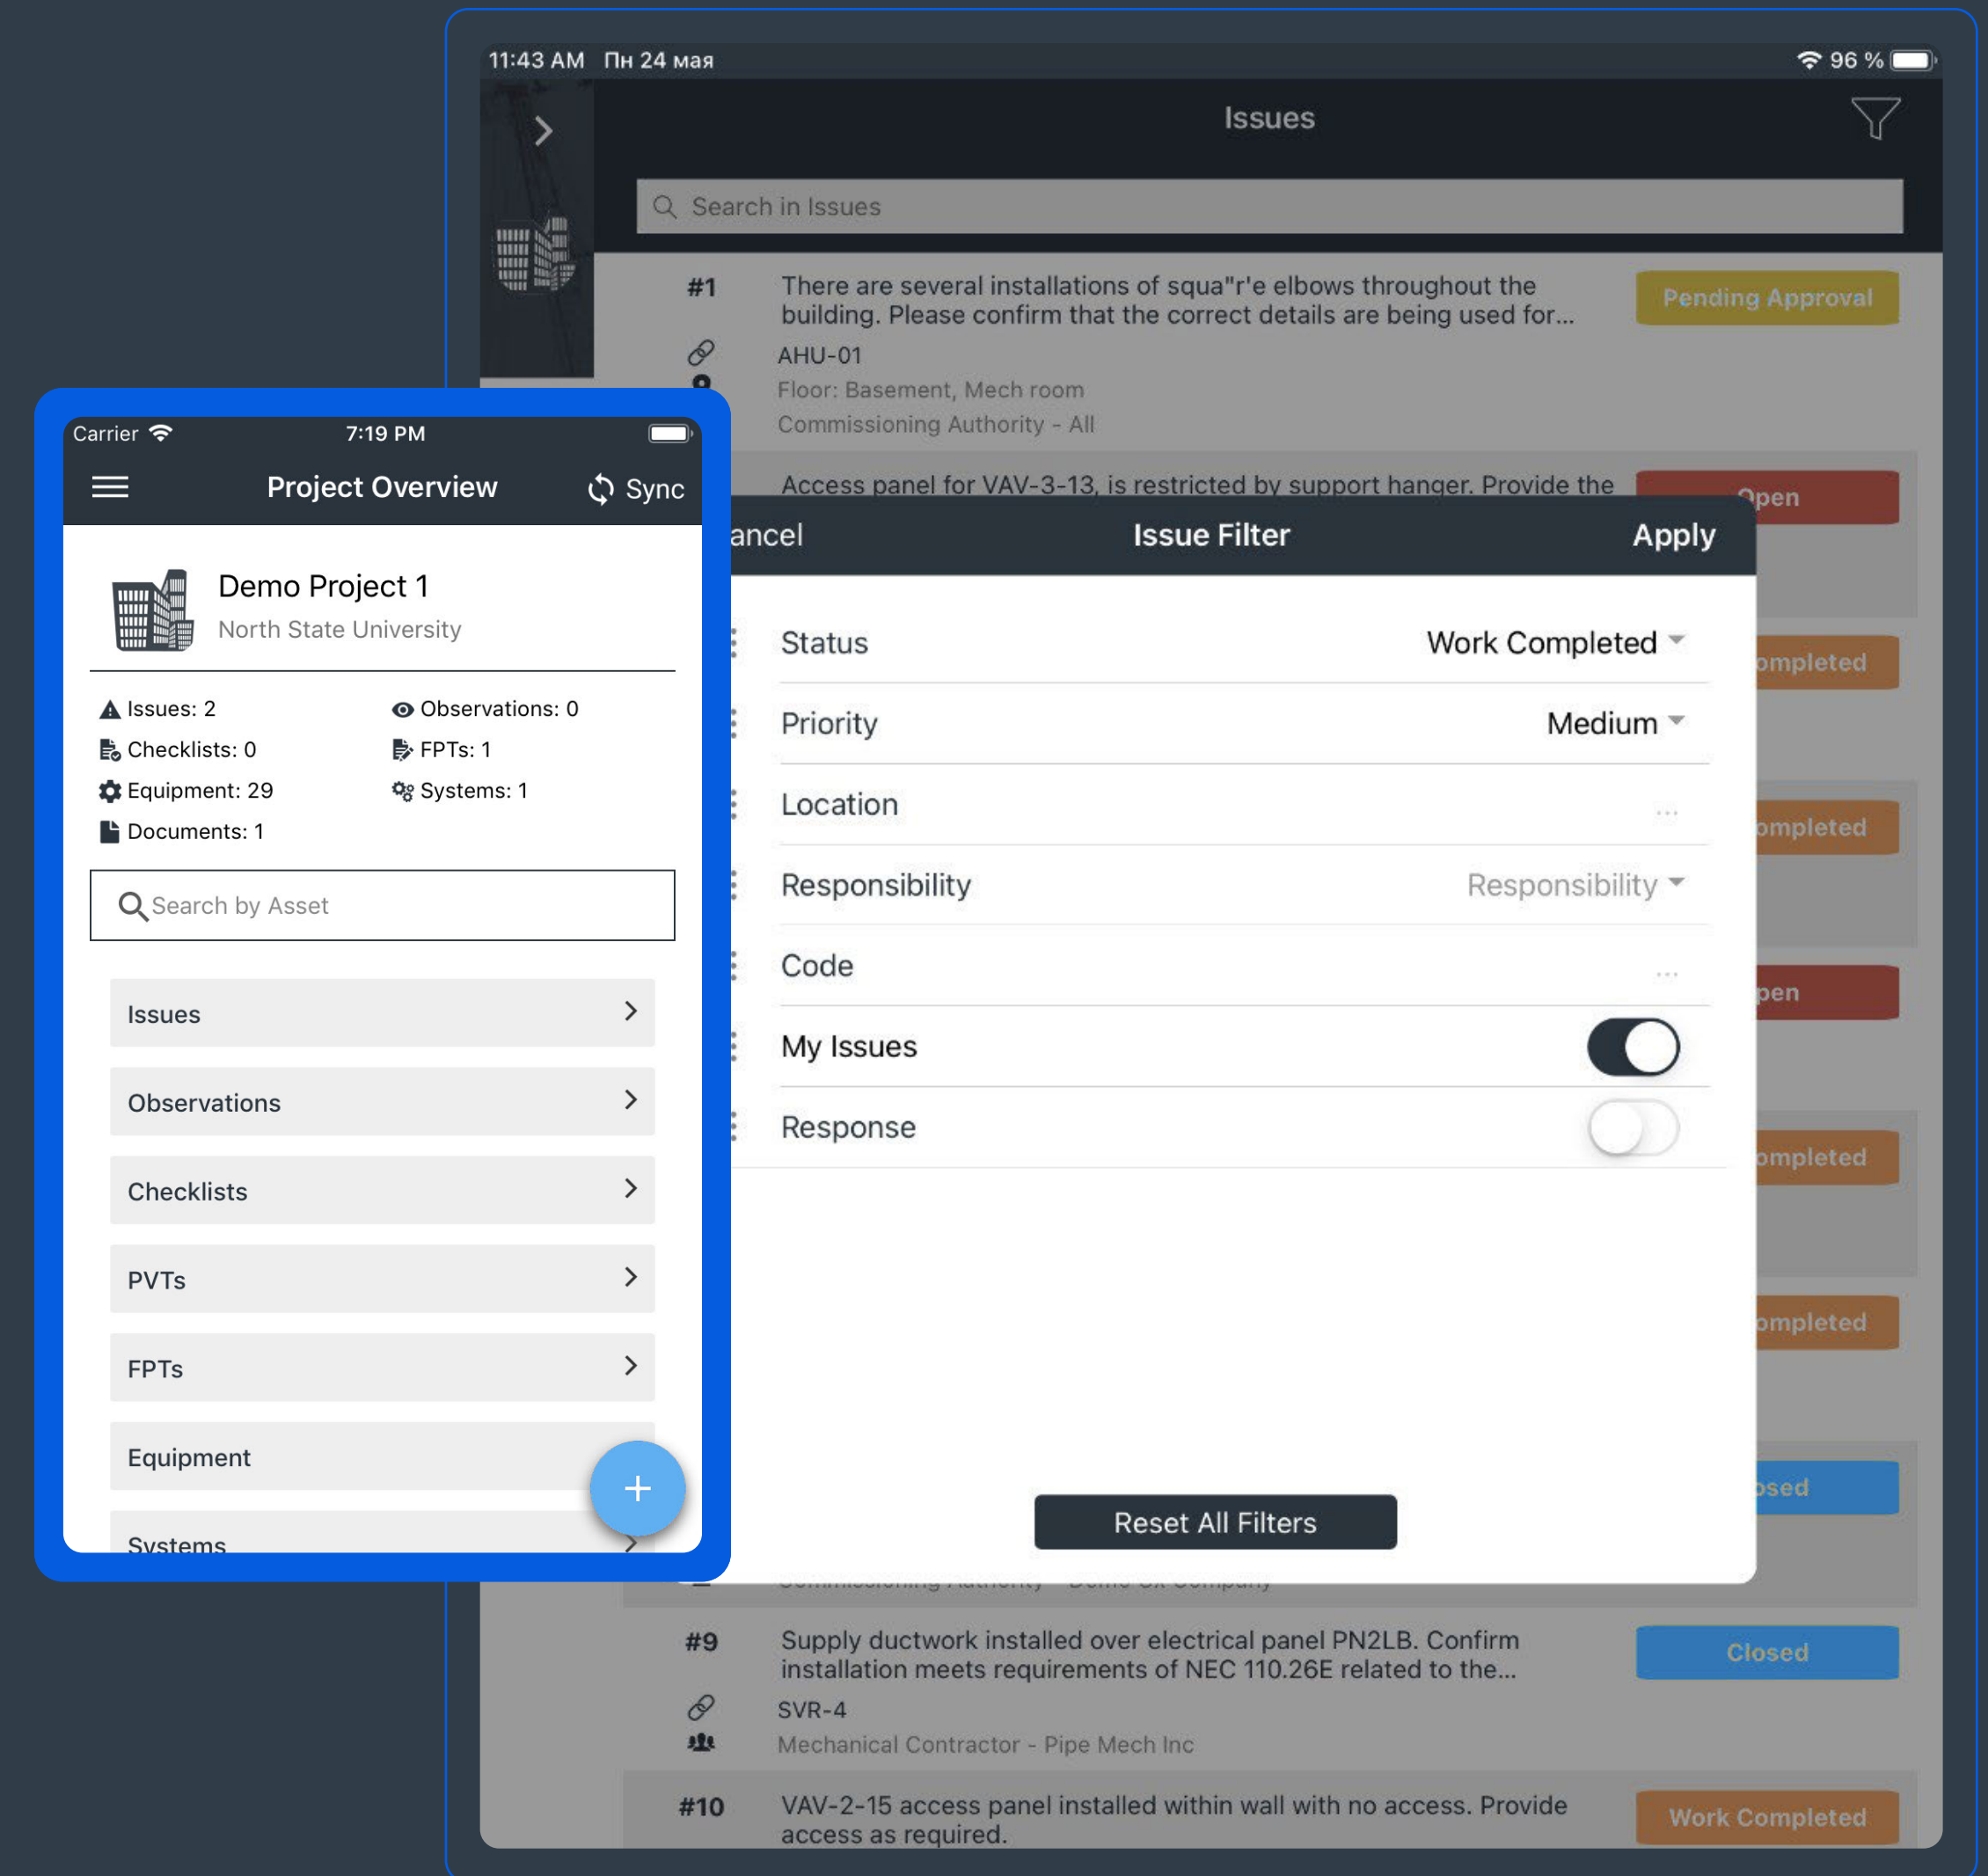 11:43 AM Пн 24 мая
96 %
Issues
Search in Issues
#1
There are several installations of squa"r'e elbows throughout the
building. Please confirm that the correct details are being used for...
Pending Approval
AHU-01
Floor: Basement, Mech room
Commissioning Authority - All
Access panel for VAV-3-13, is restricted by support hanger. Provide the
Open
Issue Filter
Apply
Status
Work Completed
Priority
Medium
Location
...
Responsibility
Responsibility
Code
...
My Issues
Response
Reset All Filters
#9
Supply ductwork installed over electrical panel PN2LB. Confirm
installation meets requirements of NEC 110.26E related to the...
Closed
SVR-4
Mechanical Contractor - Pipe Mech Inc
#10
VAV-2-15 access panel installed within wall with no access. Provide
access as required.
Work Completed
Carrier
7:19 PM
Project Overview
Sync
Demo Project 1
North State University
Issues: 2
Observations: 0
Checklists: 0
FPTs: 1
Equipment: 29
Systems: 1
Documents: 1
Search by Asset
Issues
Observations
Checklists
PVTs
FPTs
Equipment
Systems